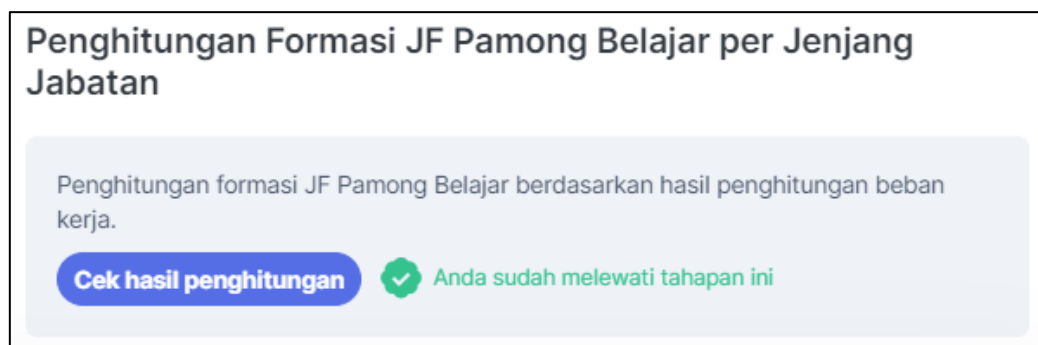 Penghitungan Formasi JF Pamong Belajar per Jenjang
Jabatan
Penghitungan formasi JF Pamong Belajar berdasarkan hasil penghitungan beban
kerja.
Cek hasil penghitungan
Anda sudah melewati tahapan ini